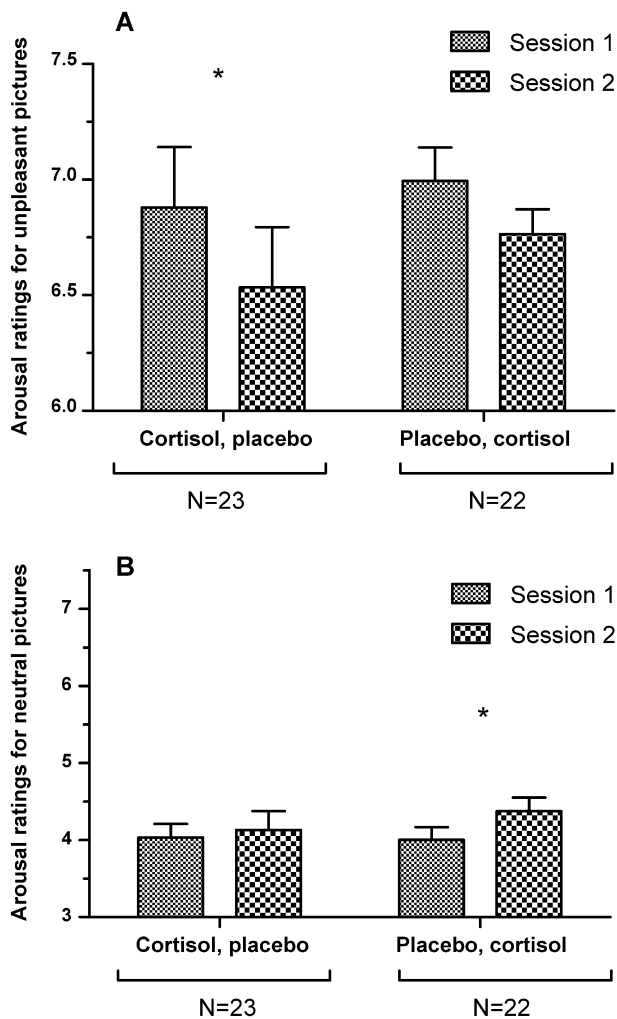 A
Session 1
Session 2
Arousal ratings for unpleasant pictures
7.5
*
7.0
6.5
6.0
Cortisol, placebo
Placebo, cortisol
N=23
N=22
B
Session 1
Session 2
Arousal ratings for neutral pictures
7
6
*
5
4
3
Cortisol, placebo
Placebo, cortisol
N=23
N=22